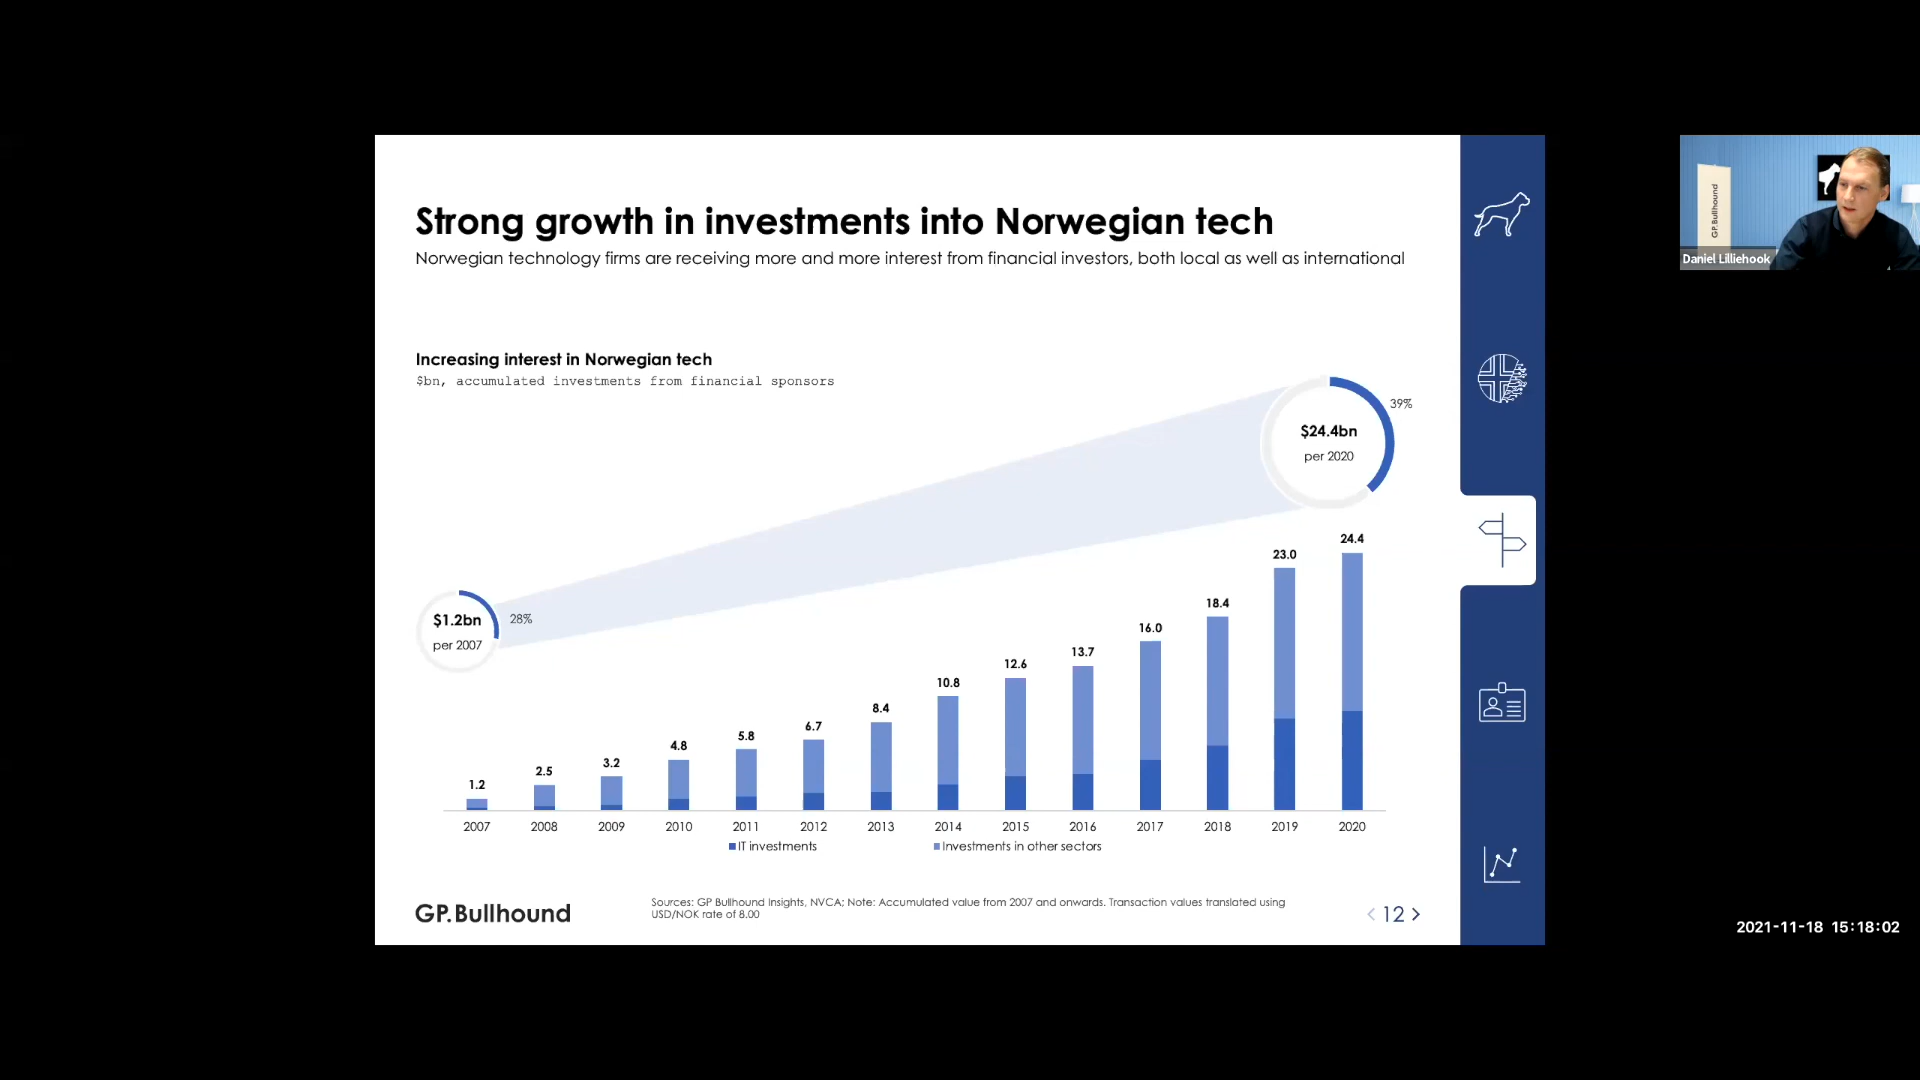 Strong growth in investments into Norwegian tech
Norwegian technology firms are receiving more and more interest from financial investors, both local as well as international
Increasing interest in Norwegian tech
$bn, accumulated investments from financial sponsors
39%
$24.4bn
per 2020
$1.2bn
per 2007
28%
1.2
2.5
3.2
4.8
5.8
6.7
8.4
10.8
12.6
13.7
16.0
18.4
23.0
24.4
2007 2008 2009 2010 2011 2012 2013 2014 2015 2016 2017 2018 2019 2020
IT investments Investments in other sectors
GP.Bullhound
Sources: GP Bullhound Insights, NVCA; Note: Accumulated value from 2007 and onwards. Transaction values translated using
USD/NOK rate of 8.00
12
GP.Bullhound
Daniel Lilliehook
2021-11-18 15:18:02